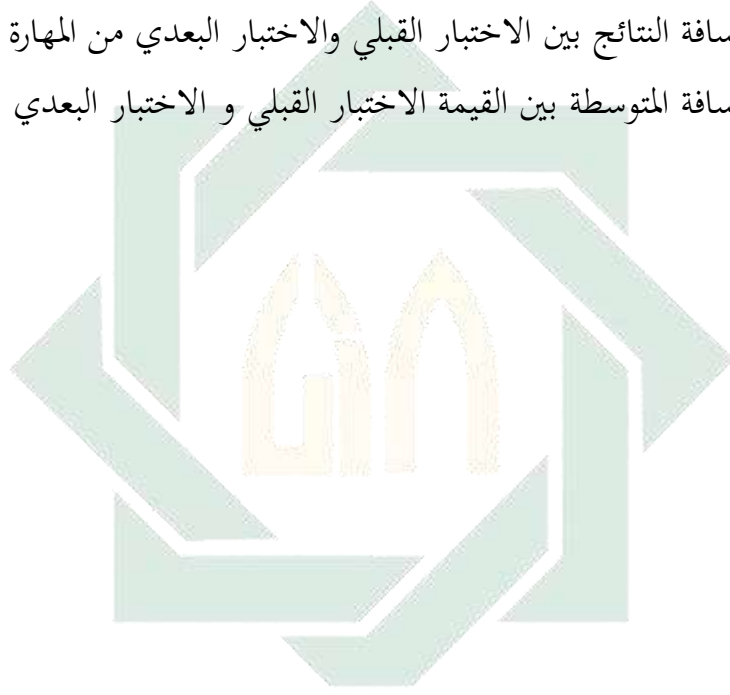 سافة النتائج بين الاختبار القبلي والاختبار البعدي من المهارة
سافة المتوسطة بين القيمة الاختبار القبلي و الاختبار البعدي